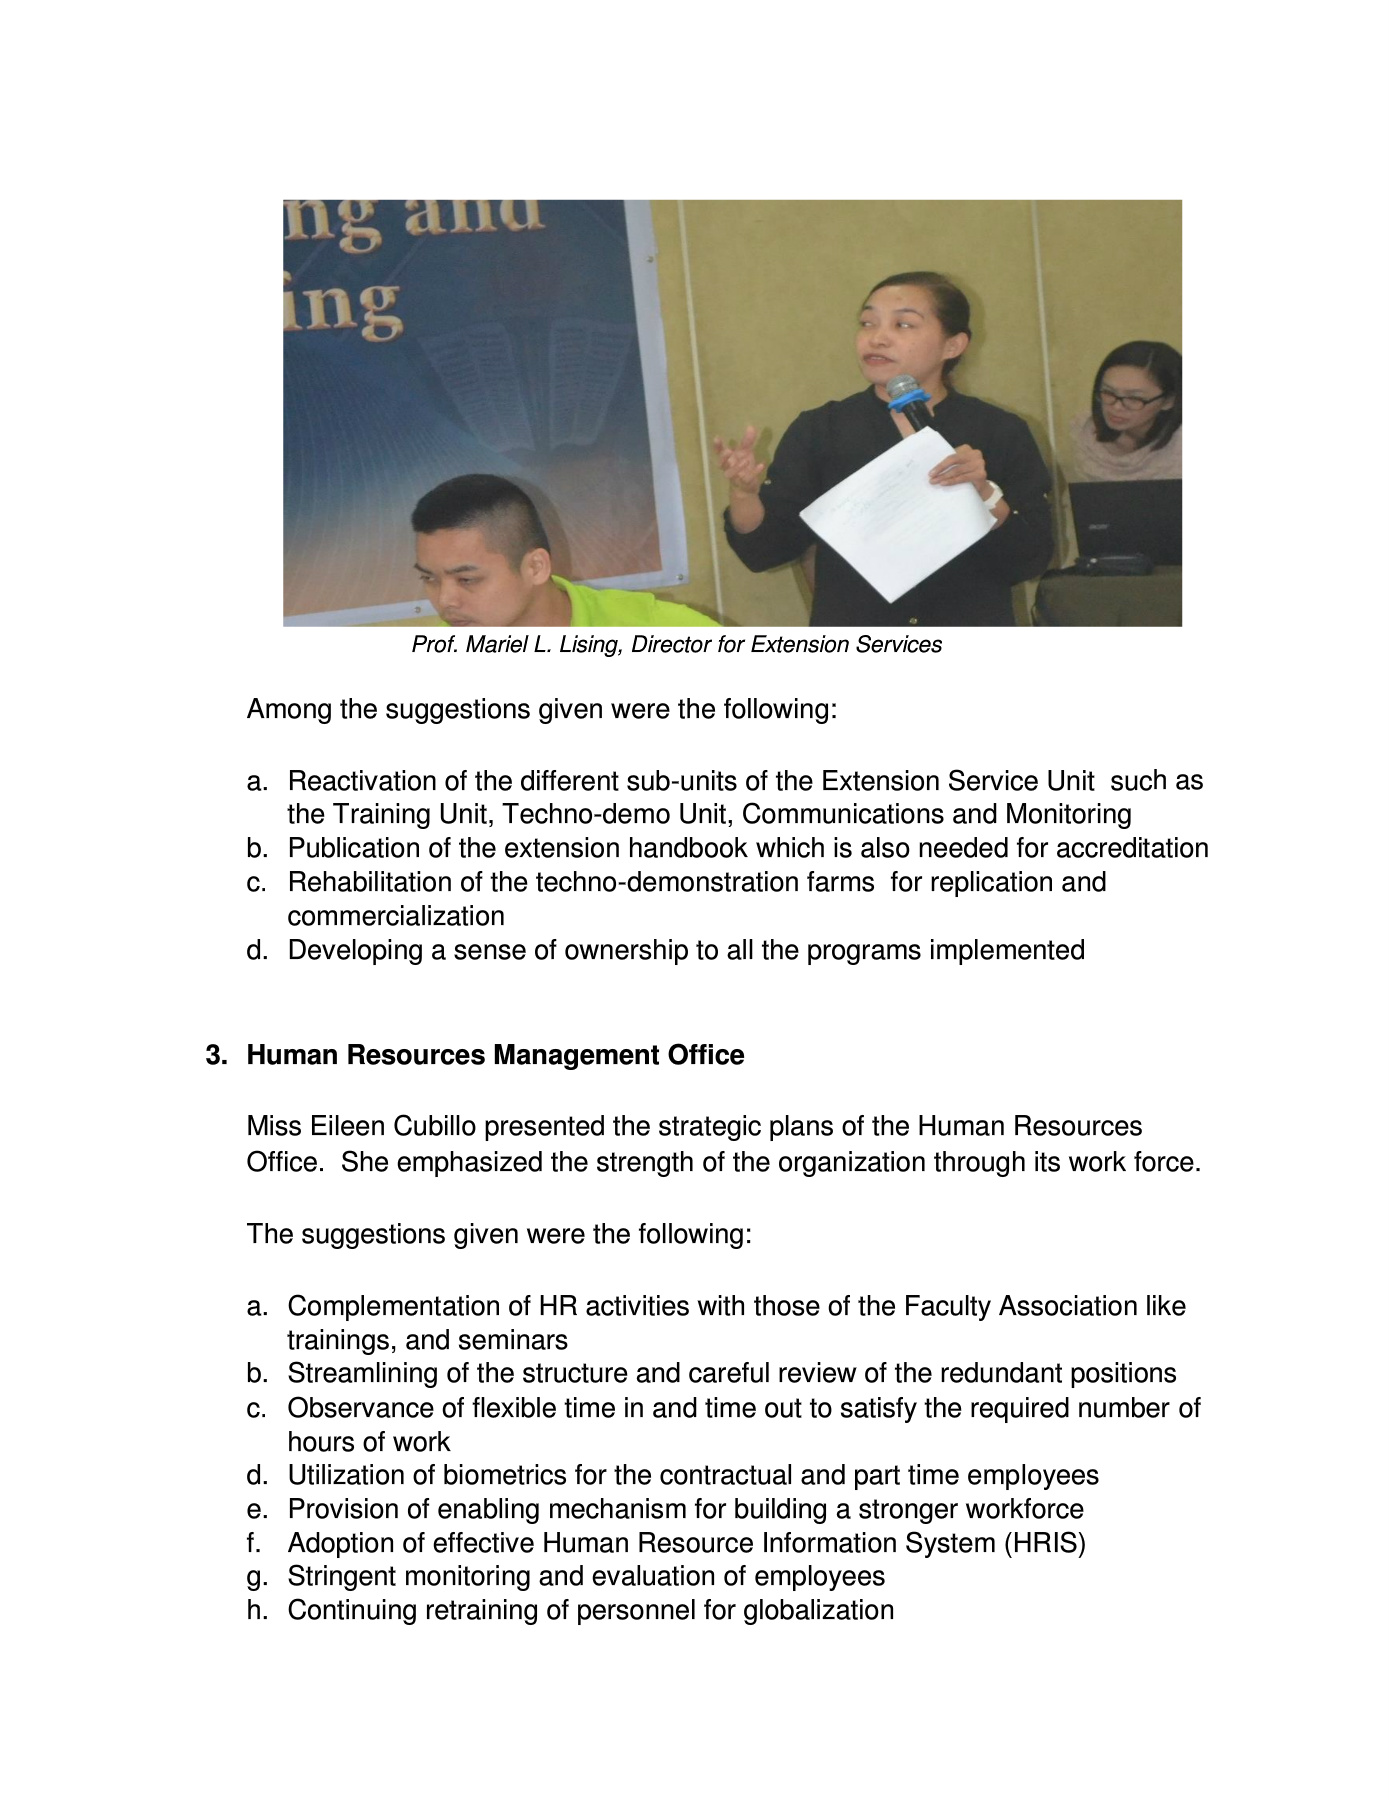 ng and
ing
acer
Prof. Mariel L. Lising, Director for Extension Services
Among the suggestions given were the following:
a. Reactivation of the different sub-units of the Extension Service Unit  such as
the Training Unit, Techno-demo Unit, Communications and Monitoring
b. Publication of the extension handbook which is also needed for accreditation
c. Rehabilitation of the techno-demonstration farms  for replication and
commercialization
d. Developing a sense of ownership to all the programs implemented
3. Human Resources Management Office
Miss Eileen Cubillo presented the strategic plans of the Human Resources
Office.  She emphasized the strength of the organization through its work force.
The suggestions given were the following:
a. Complementation of HR activities with those of the Faculty Association like
trainings, and seminars
b. Streamlining of the structure and careful review of the redundant positions
c. Observance of flexible time in and time out to satisfy the required number of
hours of work
d. Utilization of biometrics for the contractual and part time employees
e. Provision of enabling mechanism for building a stronger workforce
f. Adoption of effective Human Resource Information System (HRIS)
g. Stringent monitoring and evaluation of employees
h. Continuing retraining of personnel for globalization